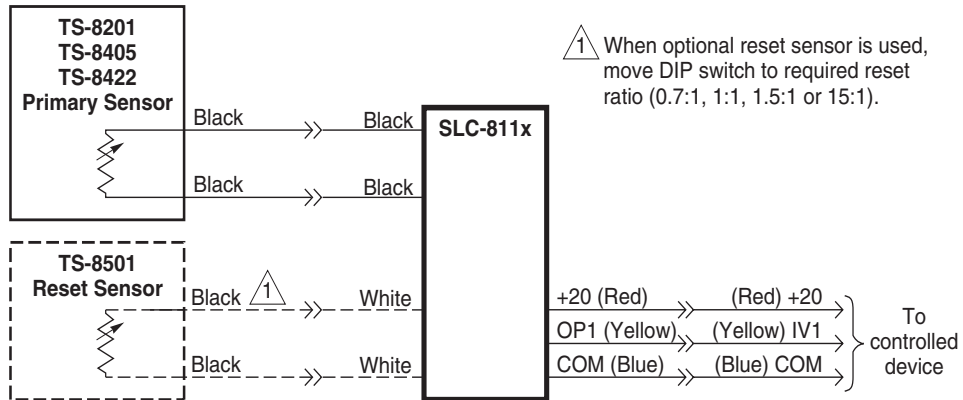 TS-8201
TS-8405
TS-8422
Primary Sensor
Black
Black
Black
Black
SLC-811x
1 When optional reset sensor is used,
move DIP switch to required reset
ratio (0.7:1, 1:1, 1.5:1 or 15:1).
TS-8501
Reset Sensor
Black
1
White
Black
White
+20 (Red)
(Red) +20
OP1 (Yellow)
(Yellow) IV1
COM (Blue)
(Blue) COM
To
controlled
device